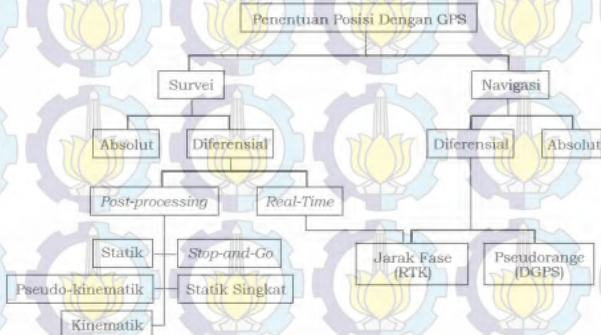 Penentuan Posisi Dengan GPS
Survei
Navigasi
Absolut
Diferensial
Diferensial
Absolut
Post-processing
Real-Time
Statik
Stop-and-Go
Jarak Fase
(RTK)
Pseudorange
(DGPS)
Pseudo-kinematik
Statik Singkat
Kinematik